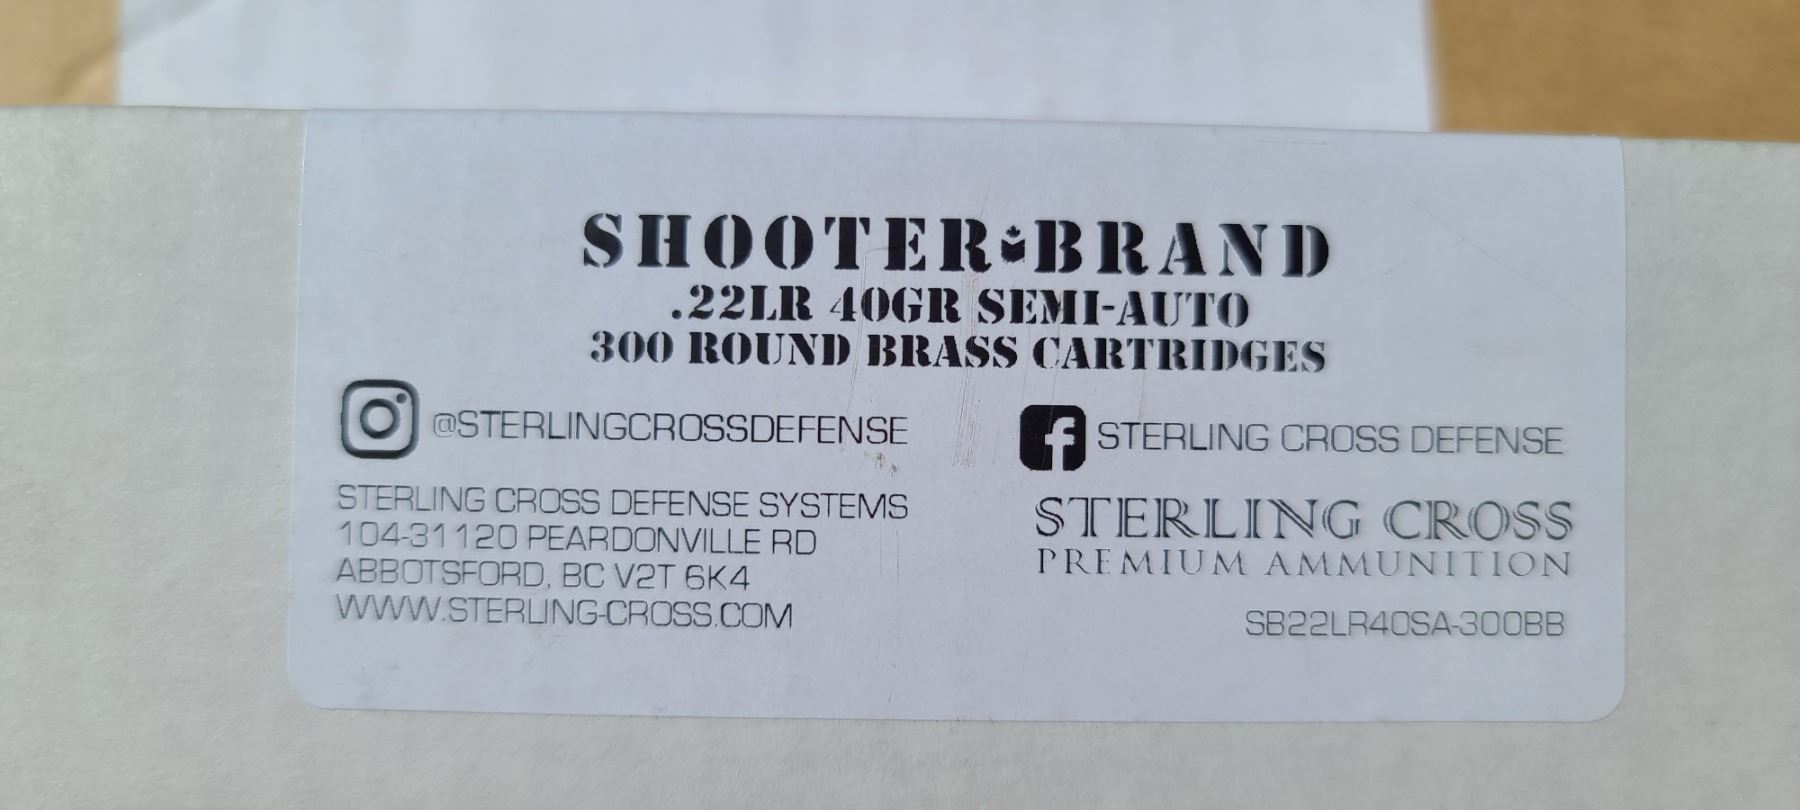 SHOOTER BRAND
.22LR 40GR SEMI-AUTO
300 ROUND BRASS CARTRIDGES
@STERLINGCROSSDEFENSE
STERLING CROSS DEFENSE
STERLING CROSS DEFENSE SYSTEMS
104-31120 PEARDONVILLE RD
ABBOTSFORD, BC V2T 6K4
WWW.STERLING-CROSS.COM
STERLING CROSS
PREMIUM AMMUNITION
SB22LR40SA-300BB